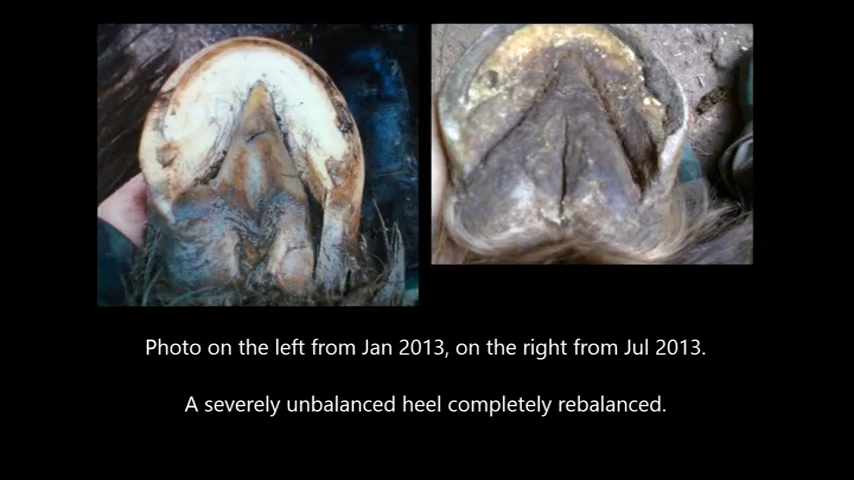 Photo on the left from Jan 2013, on the right from Jul 2013.
A severely unbalanced heel completely rebalanced.